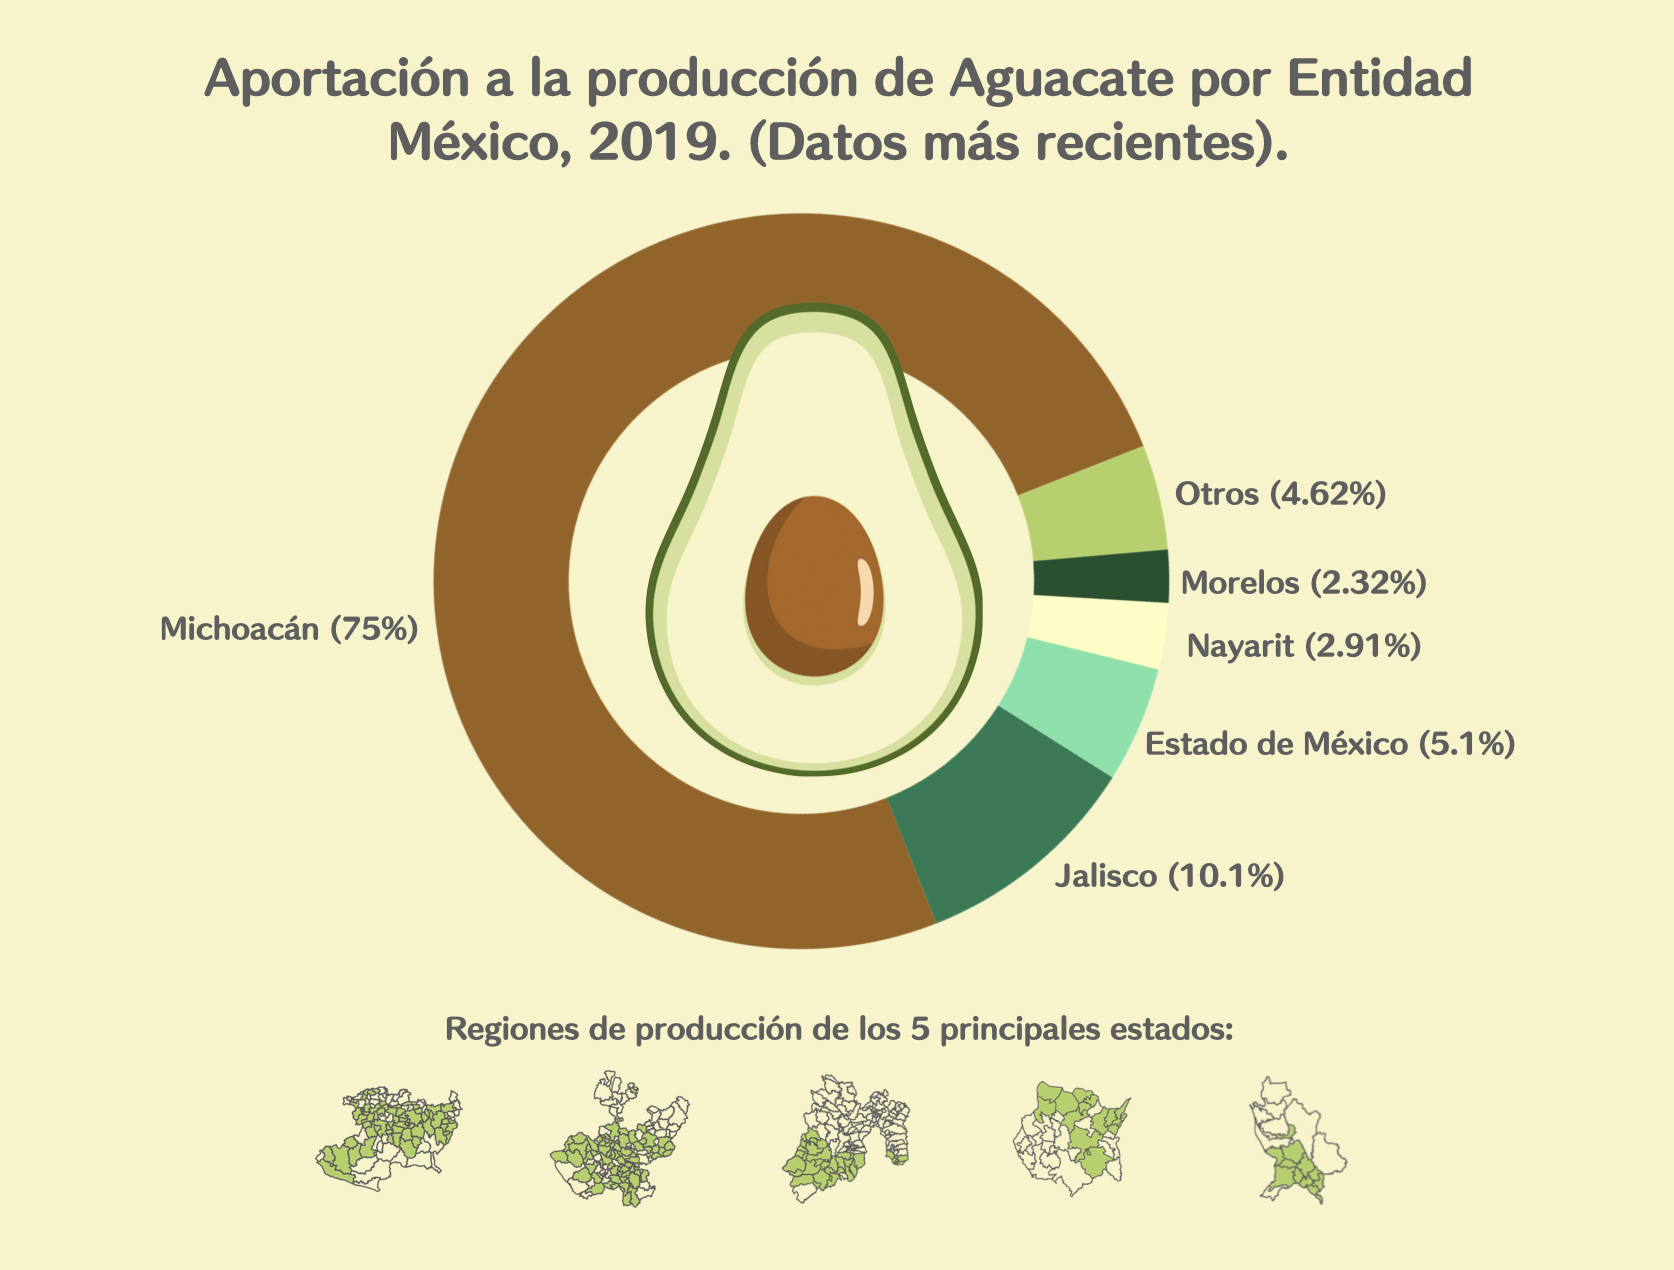 Aportación a la producción de Aguacate por Entidad
México, 2019. (Datos más recientes).
Otros (4.62%)
Morelos (2.32%)
Michoacán (75%)
Nayarit (2.91%)
Estado de México (5.1%)
Jalisco (10.1%)
Regiones de producción de los 5 principales estados: